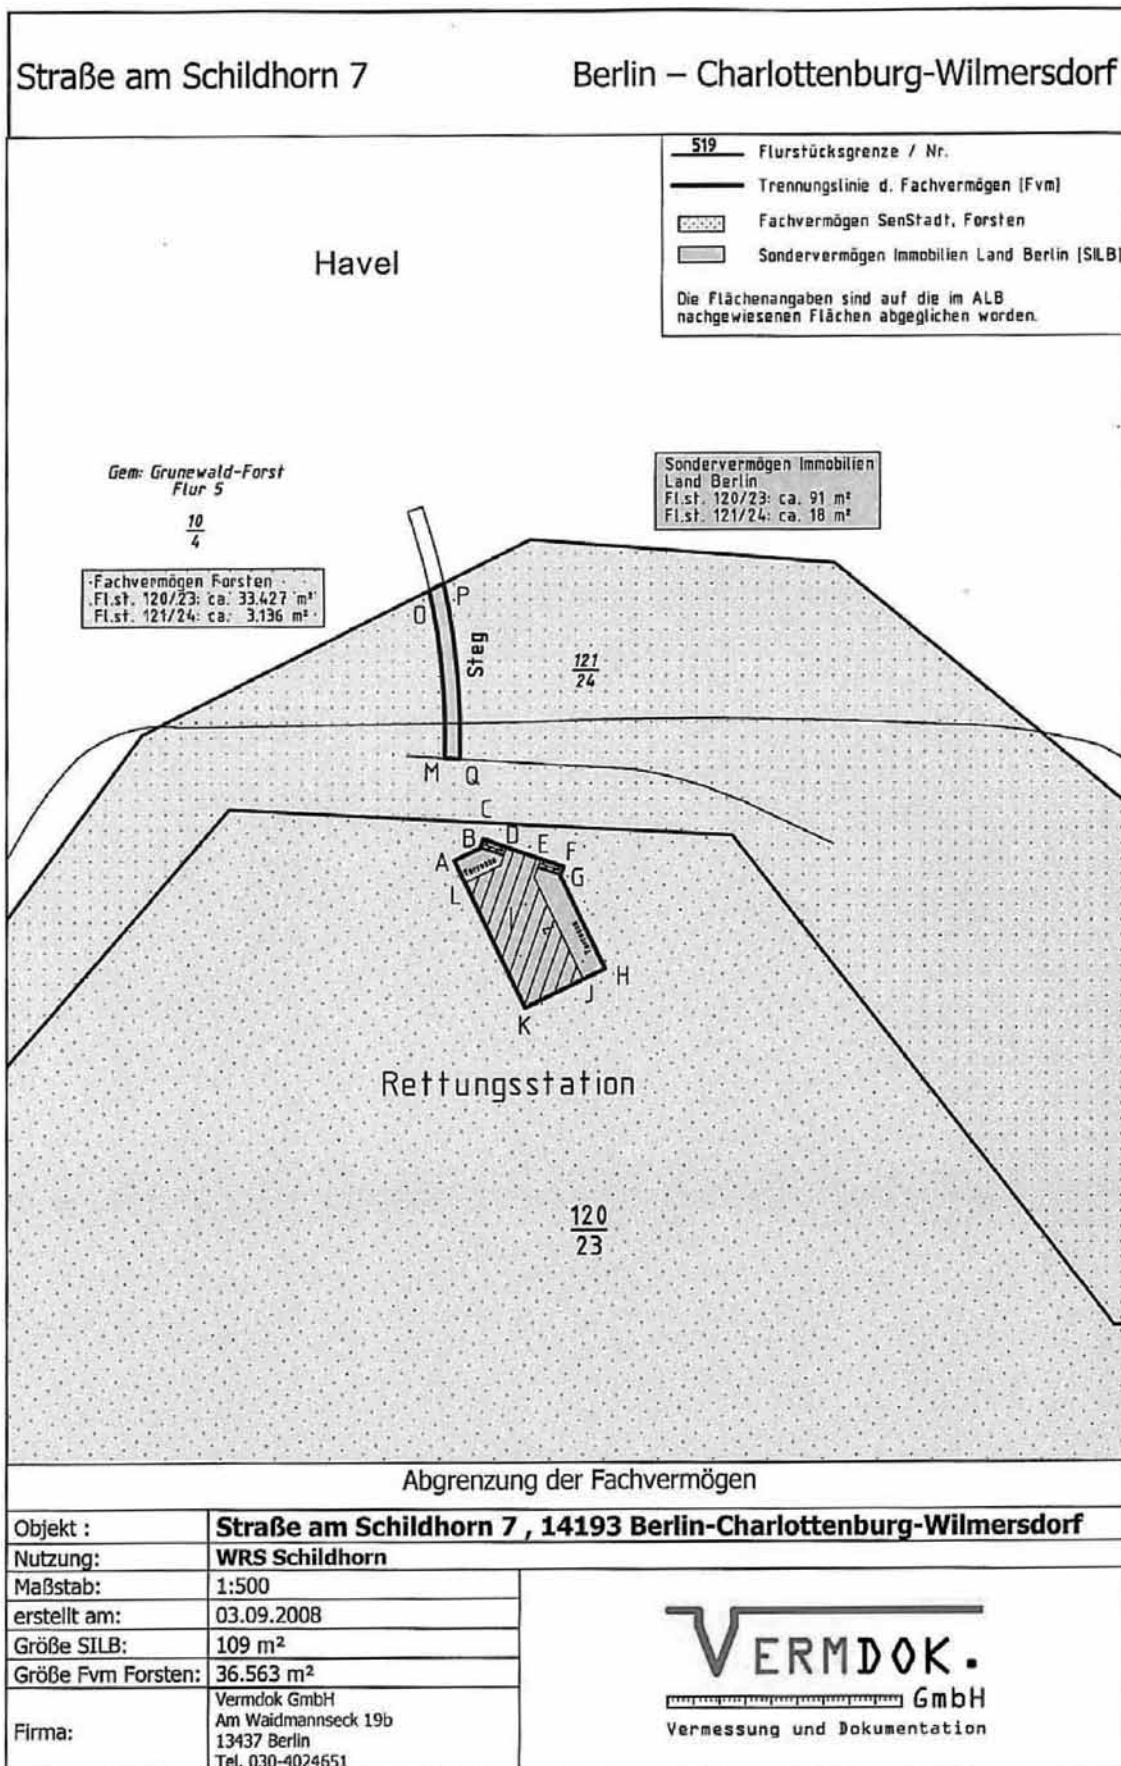 Straße am Schildhorn 7
Berlin – Charlottenburg-Wilmersdorf
519 Flurstücksgrenze / Nr.
Trennungslinie d. Fachvermögen [Fvm]
Fachvermögen SenStadt, Forsten
Sondervermögen Immobilien Land Berlin [SILB]
Die Flächenangaben sind auf die im ALB
nachgewiesenen Flächen abgeglichen worden.
Havel
Gem: Grunewald-Forst
Flur 5
10
4
Fachvermögen Forsten
Fl.st. 120/23: ca. 33.427 m²
Fl.st. 121/24: ca. 3.136 m²
Sondervermögen Immobilien
Land Berlin
Fl.st. 120/23: ca. 91 m²
Fl.st. 121/24: ca. 18 m²
O
P
Steg
121
24
M
Q
C
B
D
E
F
A
G
L
Terrasse
Terrasse
H
J
K
Rettungsstation
120
23
Abgrenzung der Fachvermögen
Objekt : Straße am Schildhorn 7 , 14193 Berlin-Charlottenburg-Wilmersdorf
Nutzung: WRS Schildhorn
Maßstab: 1:500
erstellt am: 03.09.2008
Größe SILB: 109 m²
Größe Fvm Forsten: 36.563 m²
Firma:
Vermdok GmbH
Am Waidmannseck 19b
13437 Berlin
Tel. 030-4024651
VERMDOK.
GmbH
Vermessung und Dokumentation